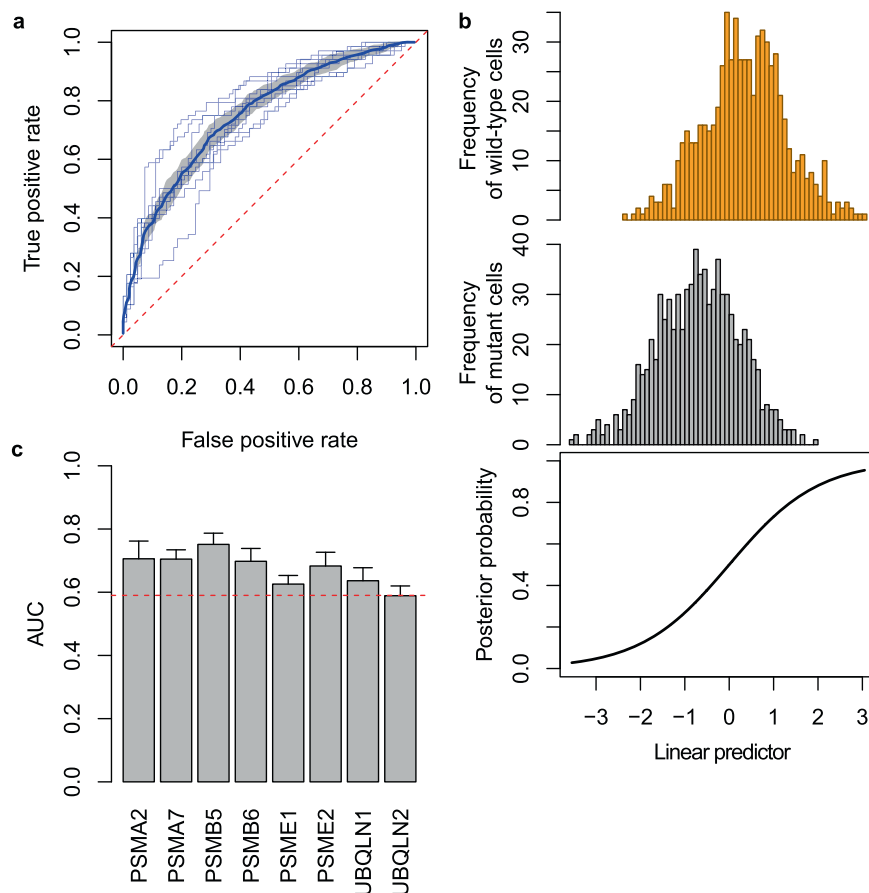 a
True positive rate
1.0
0.8
0.6
0.4
0.2
0.0
0.0 0.2 0.4 0.6 0.8 1.0
False positive rate
b
Frequency
of wild-type cells
30
20
10
0
Frequency
of mutant cells
40
30
20
10
0
Posterior probability
0.8
0.4
0.0
−3 −2 −1 0 1 2 3
Linear predictor
c
AUC
1.0
0.8
0.6
0.4
0.2
0.0
PSMA2
PSMA7
PSMB5
PSMB6
PSME1
PSME2
UBQLN1
UBQLN2